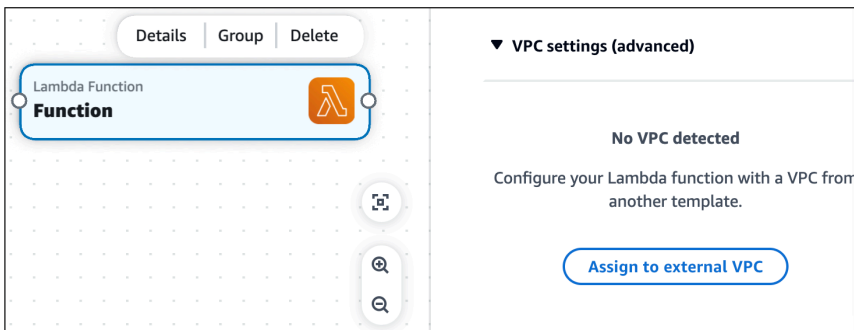 Details Group Delete
Lambda Function
Function
VPC settings (advanced)
No VPC detected
Configure your Lambda function with a VPC from
another template.
Assign to external VPC